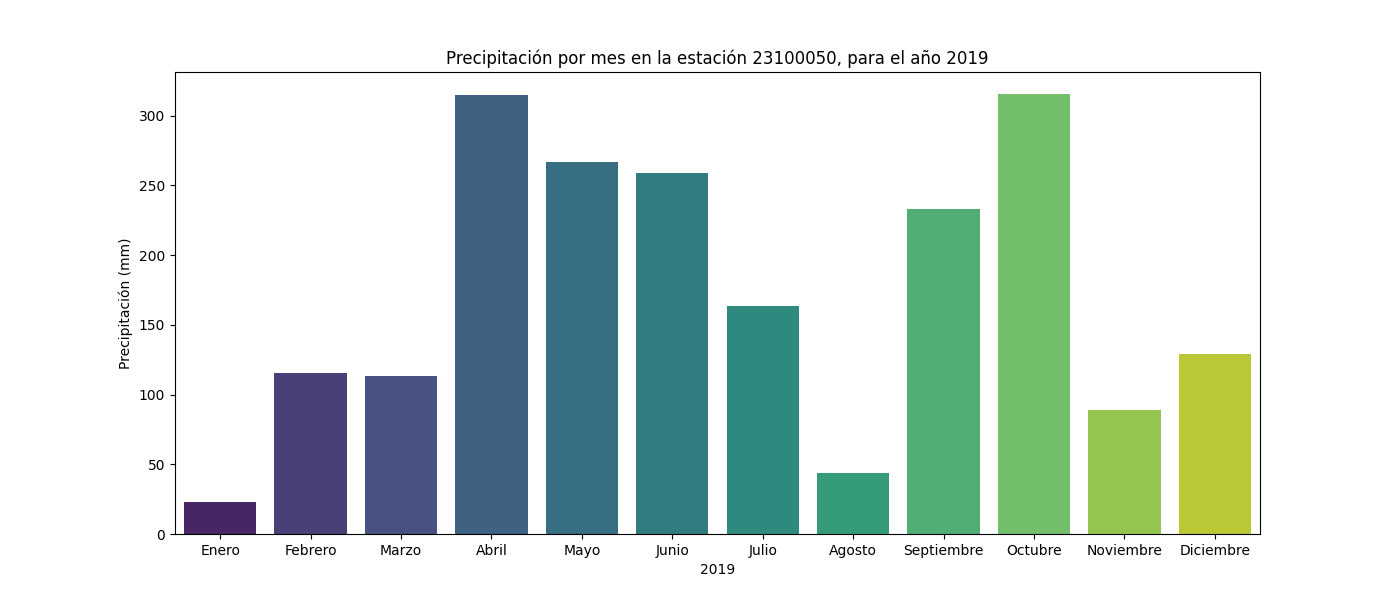 Precipitación por mes en la estación 23100050, para el año 2019
Precipitación (mm)
300
250
200
150
100
50
0
Enero Febrero Marzo Abril Mayo Junio Julio Agosto Septiembre Octubre Noviembre Diciembre
2019